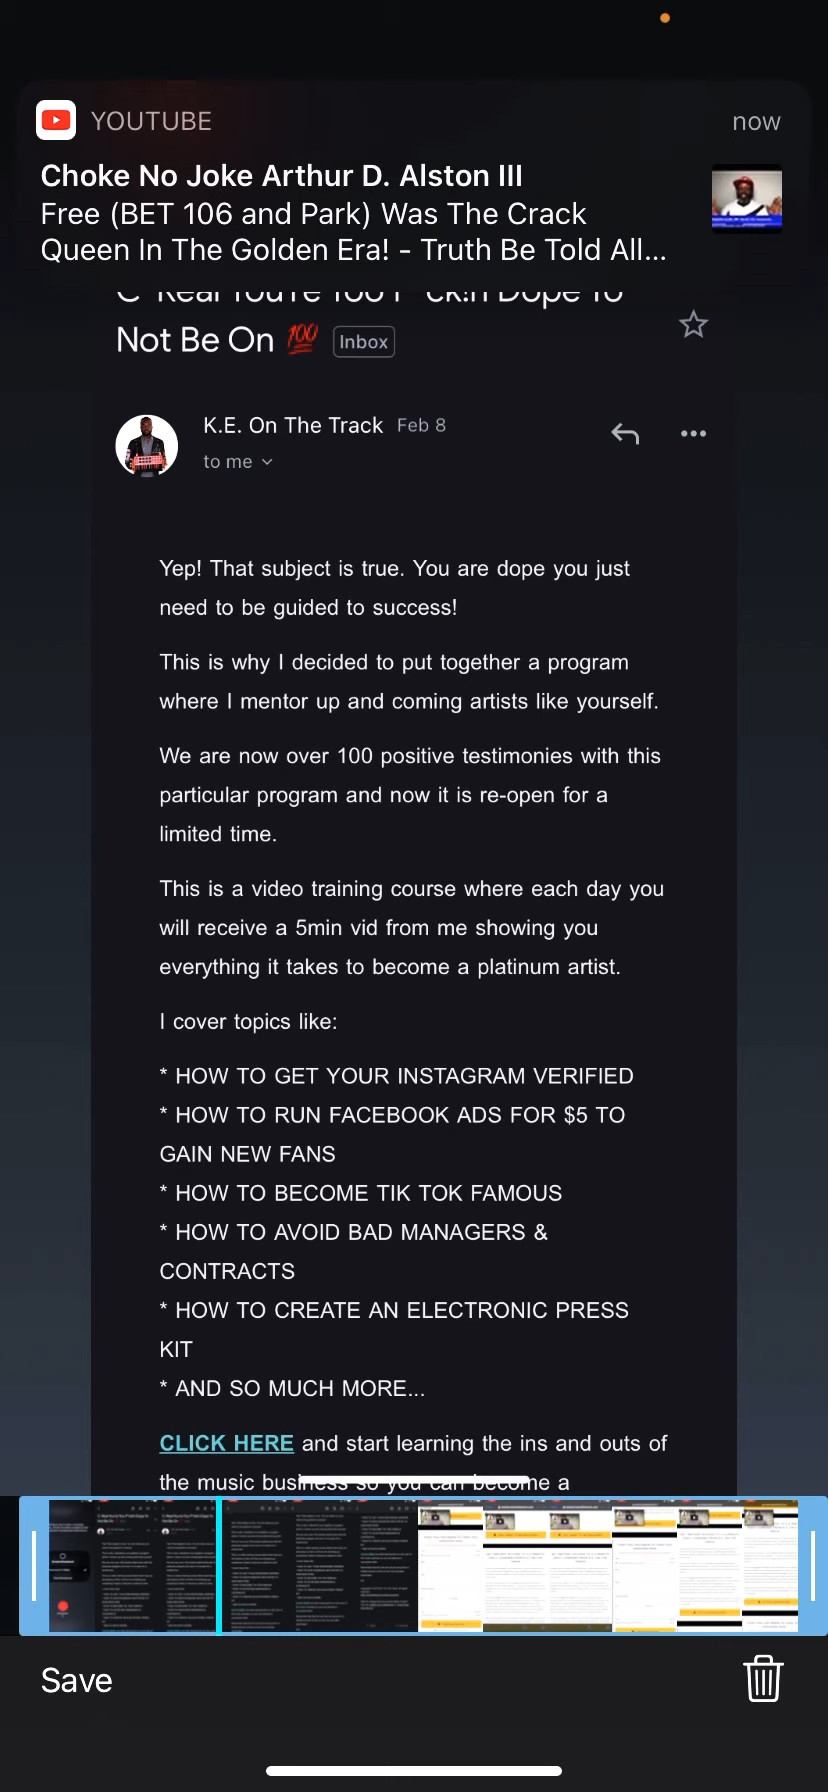 YOUTUBE
now
Choke No Joke Arthur D. Alston III
Free (BET 106 and Park) Was The Crack
Queen In The Golden Era! - Truth Be Told All...
C-Real You're Too F*ck!n Dope To
Not Be On 💯 Inbox
K.E. On The Track Feb 8
to me
Yep! That subject is true. You are dope you just
need to be guided to success!
This is why I decided to put together a program
where I mentor up and coming artists like yourself.
We are now over 100 positive testimonies with this
particular program and now it is re-open for a
limited time.
This is a video training course where each day you
will receive a 5min vid from me showing you
everything it takes to become a platinum artist.
I cover topics like:
* HOW TO GET YOUR INSTAGRAM VERIFIED
* HOW TO RUN FACEBOOK ADS FOR $5 TO
GAIN NEW FANS
* HOW TO BECOME TIK TOK FAMOUS
* HOW TO AVOID BAD MANAGERS &
CONTRACTS
* HOW TO CREATE AN ELECTRONIC PRESS
KIT
* AND SO MUCH MORE...
CLICK HERE and start learning the ins and outs of
the music business so you can become a
Save